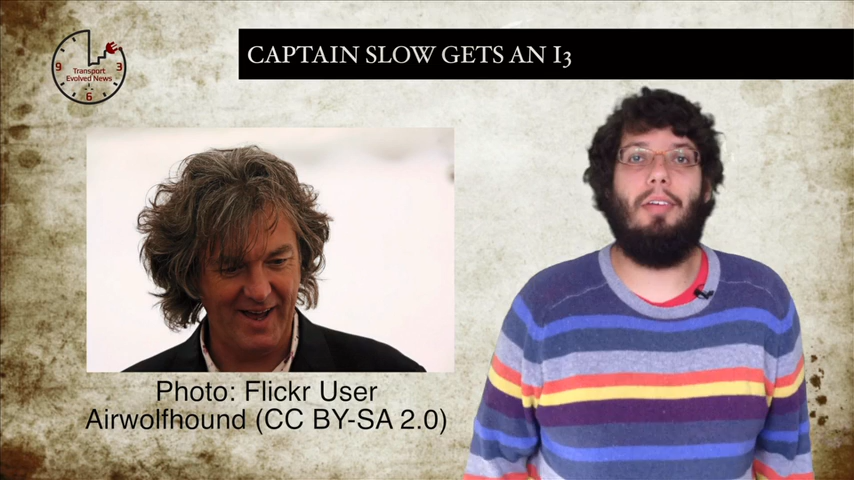 CAPTAIN SLOW GETS AN I3
Transport
Evolved News
9
3
6
Photo: Flickr User
Airwolfhound (CC BY-SA 2.0)